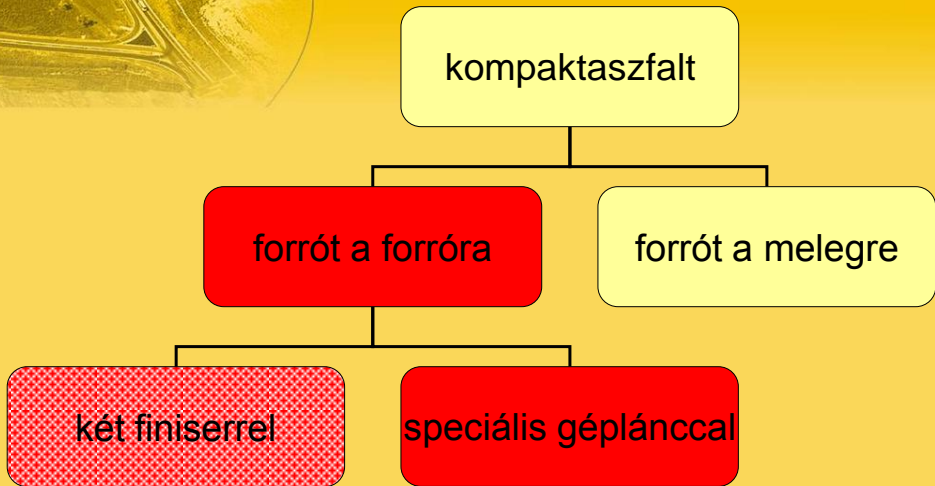 kompaktaszfalt
forrót a forróra
forrót a melegre
két finiserrel
speciális géplánccal